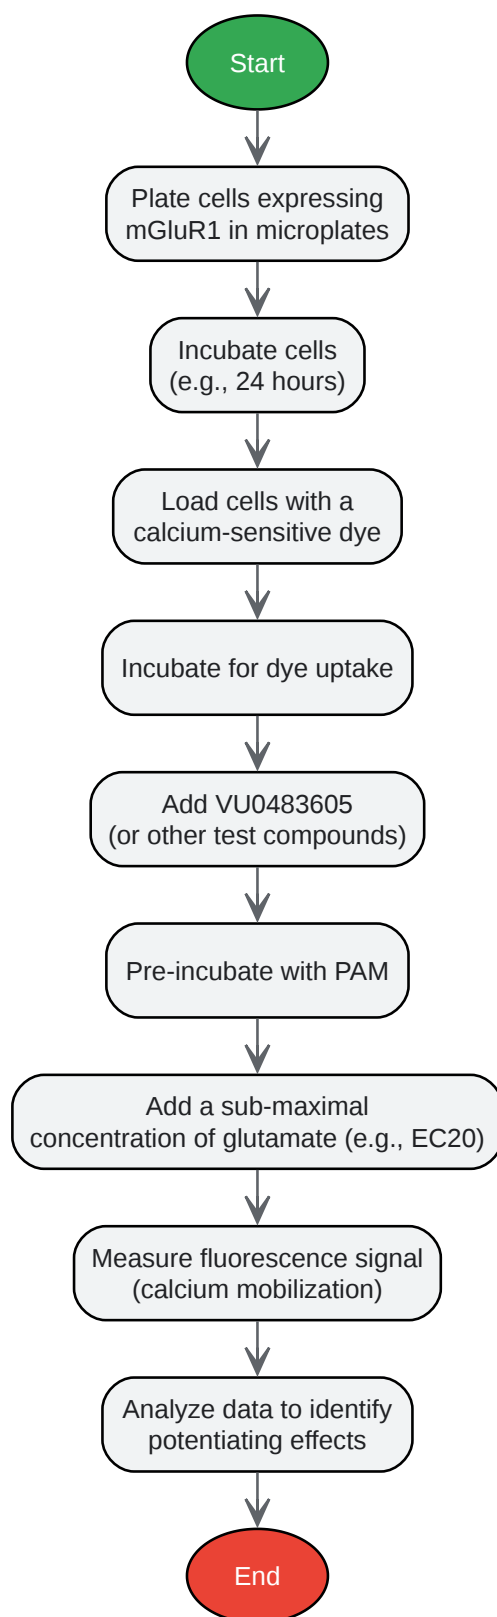 Start
Plate cells expressing
mGluR1 in microplates
Incubate cells
(e.g., 24 hours)
Load cells with a
calcium-sensitive dye
Incubate for dye uptake
Add VU0483605
(or other test compounds)
Pre-incubate with PAM
Add a sub-maximal
concentration of glutamate (e.g., EC20)
Measure fluorescence signal
(calcium mobilization)
Analyze data to identify
potentiating effects
End